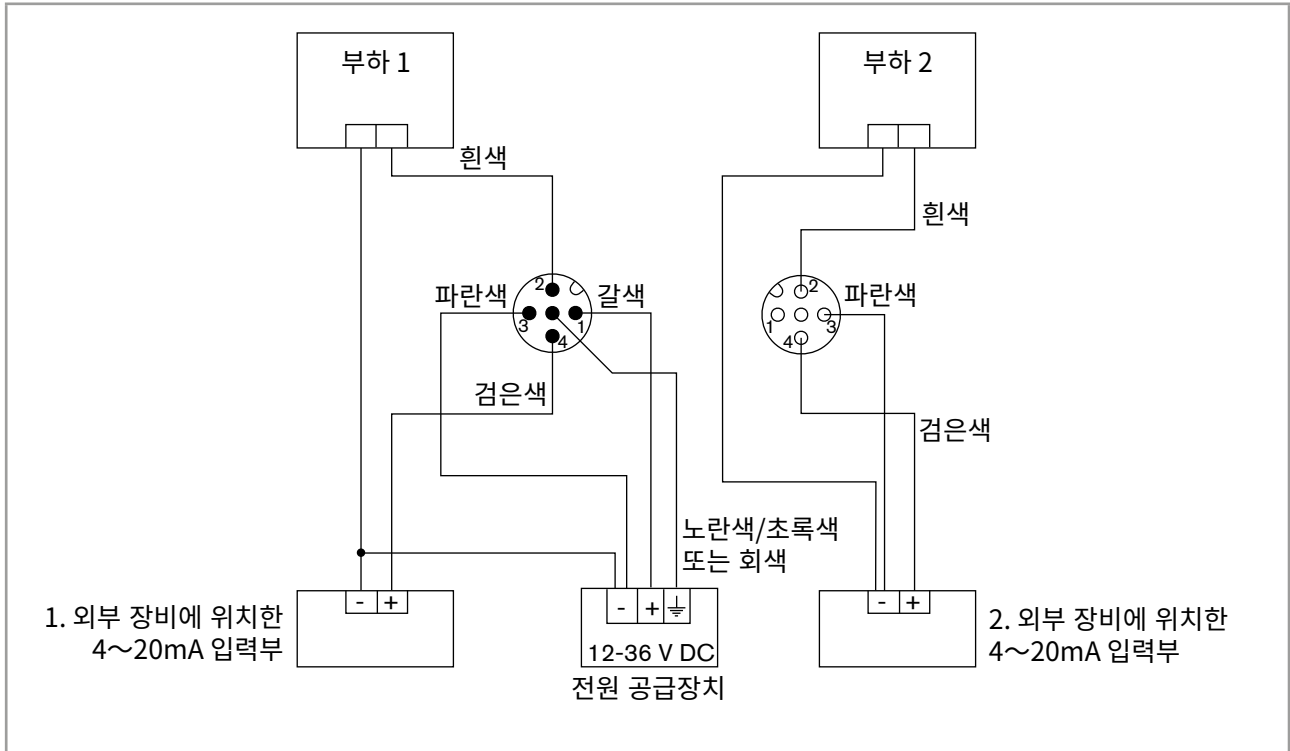 부하 1
부하 2
흰색
흰색
파란색
2
갈색
3
1
4
2
파란색
1
3
4
검은색
검은색
노란색/초록색
또는 회색
- +
- +
- +
1. 외부 장비에 위치한
4~20mA 입력부
12-36 V DC
전원 공급장치
2. 외부 장비에 위치한
4~20mA 입력부